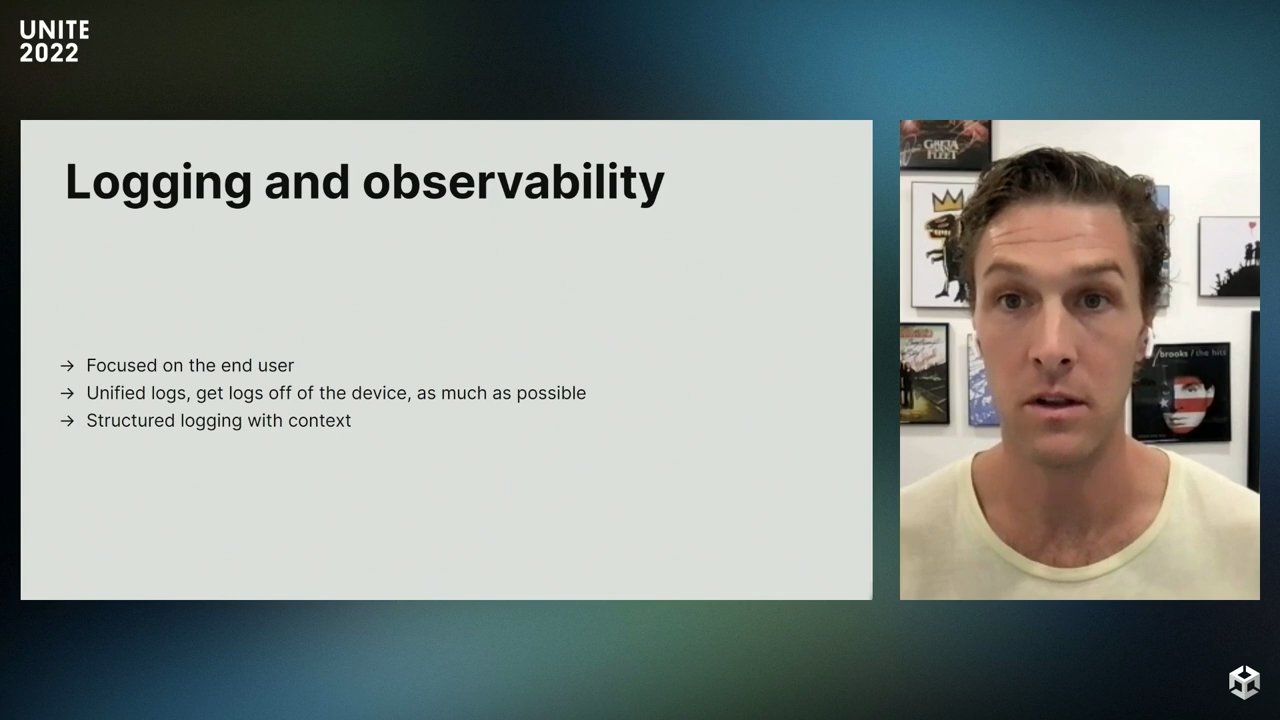 UNITE
2022
Logging and observability
→ Focused on the end user
→ Unified logs, get logs off of the device, as much as possible
→ Structured logging with context
GRETA
FLEET
brooks / the hits